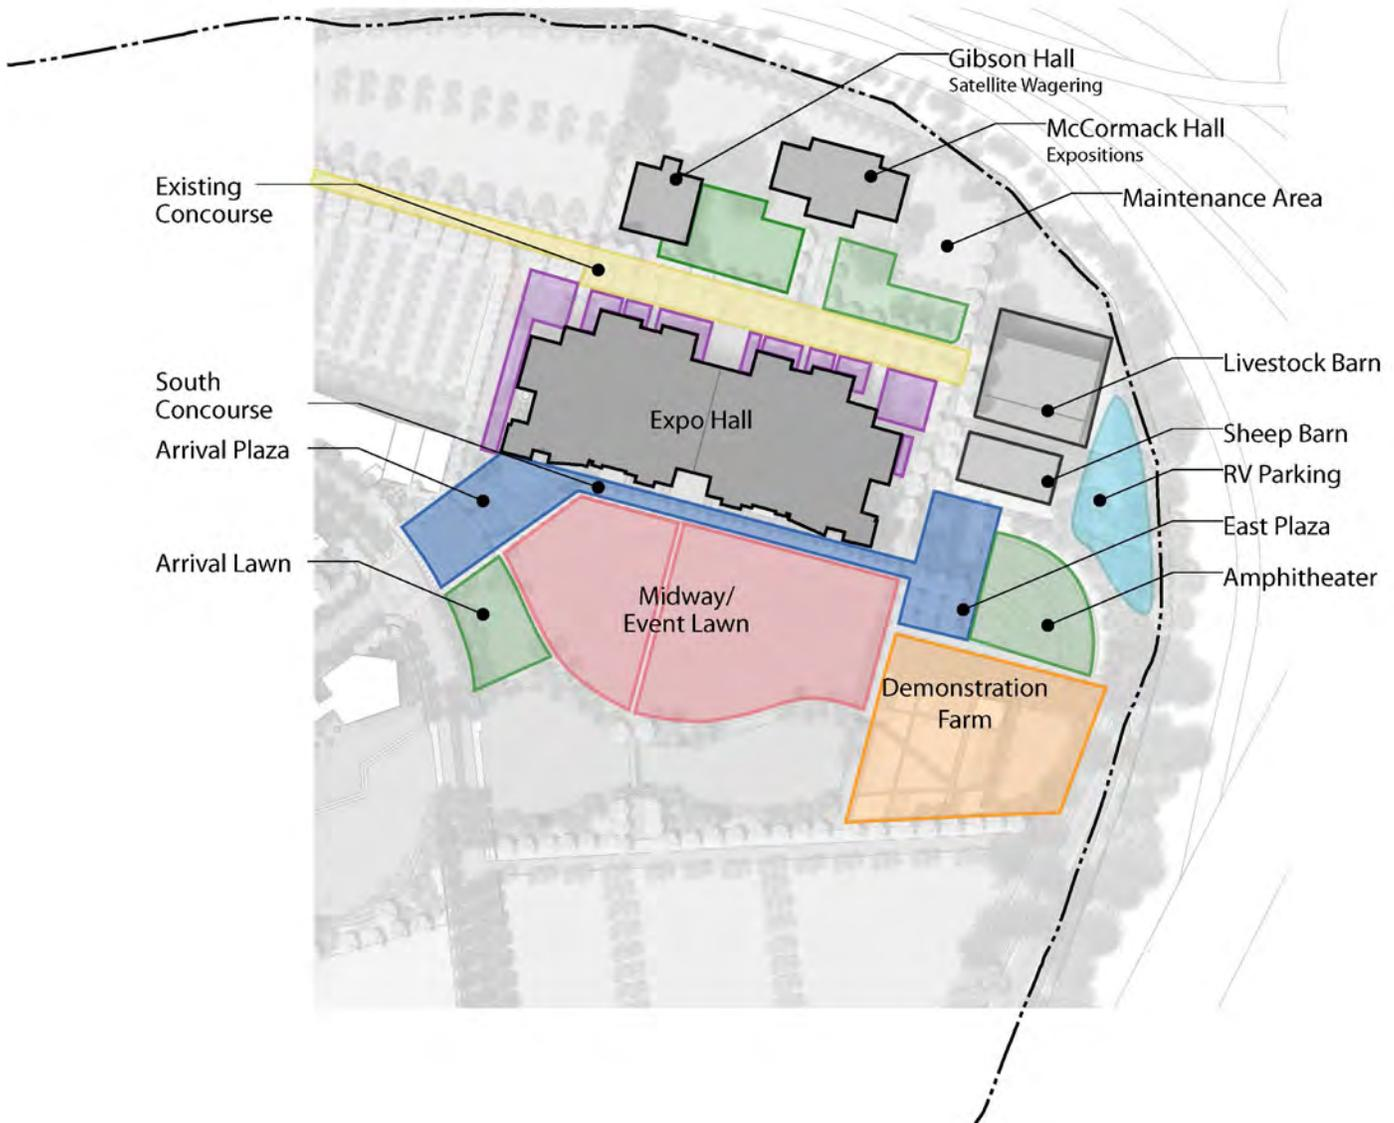 Gibson Hall
Satellite Wagering
McCormack Hall
Expositions
Maintenance Area
Existing
Concourse
Livestock Barn
South
Concourse
Expo Hall
Sheep Barn
Arrival Plaza
RV Parking
East Plaza
Arrival Lawn
Amphitheater
Midway/
Event Lawn
Demonstration
Farm